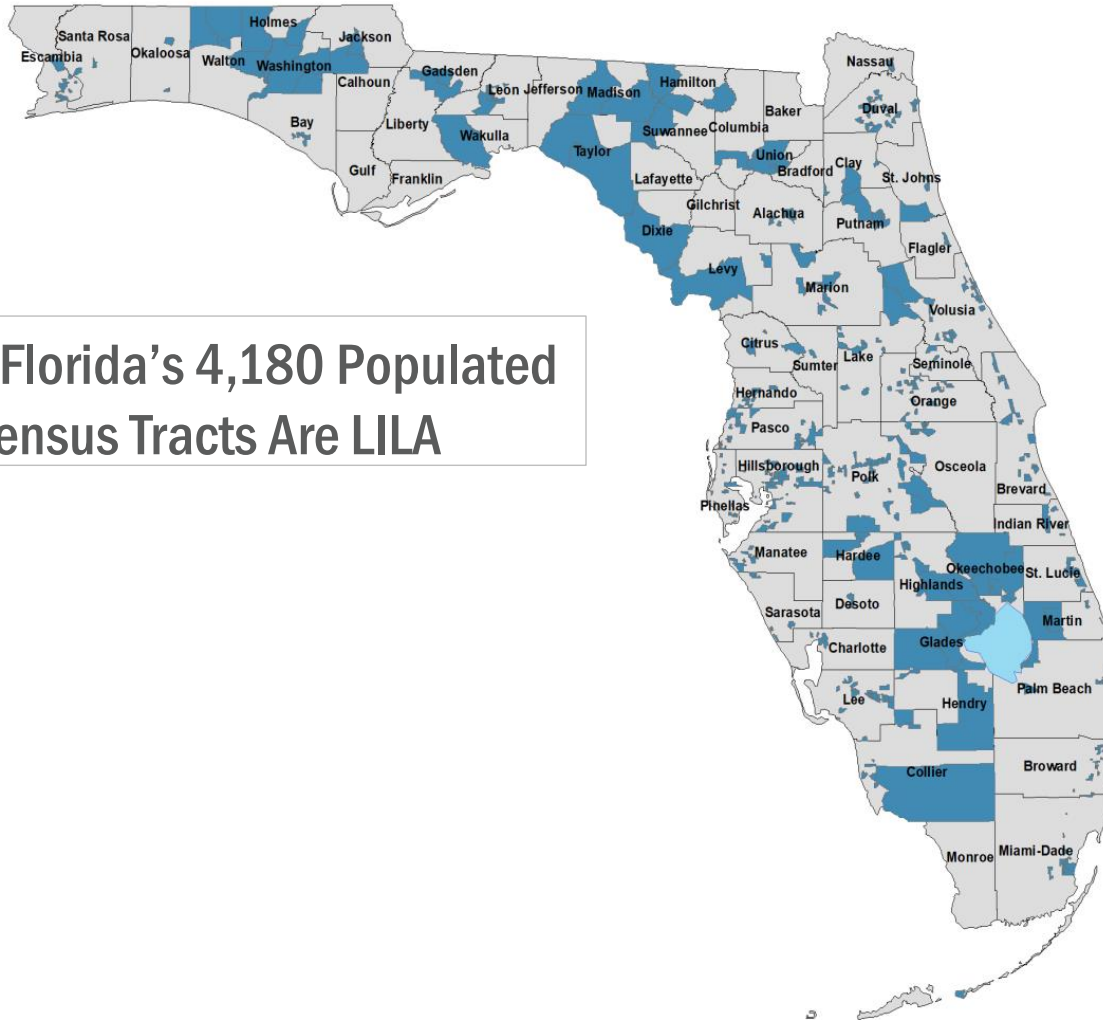 Holmes
Santa Rosa
Jackson
Okaloosa
Escambia
Walton
Washington
Nassau
Gadsden
Calhoun
Leon
Jefferson
Madison
Hamilton
Duval
Baker
Bay
Liberty
Wakulla
Suwannee
Columbia
Taylor
Union
Clay
Gulf
Franklin
Lafayette
Bradford
St. Johns
Gilchrist
Alachua
Putnam
Dixie
Flagler
Levy
Marion
Volusia
Florida's 4,180 Populated
ensus Tracts Are LILA
Citrus
Lake
Sumter
Seminole
Hernando
Orange
Pasco
Hillsborough
Osceola
Polk
Brevard
Pinellas
Indian River
Manatee
Hardee
Okeechobee
St. Lucie
Highlands
Desoto
Sarasota
Martin
Glades
Charlotte
Palm Beach
Lee
Hendry
Collier
Broward
Monroe
Miami-Dade